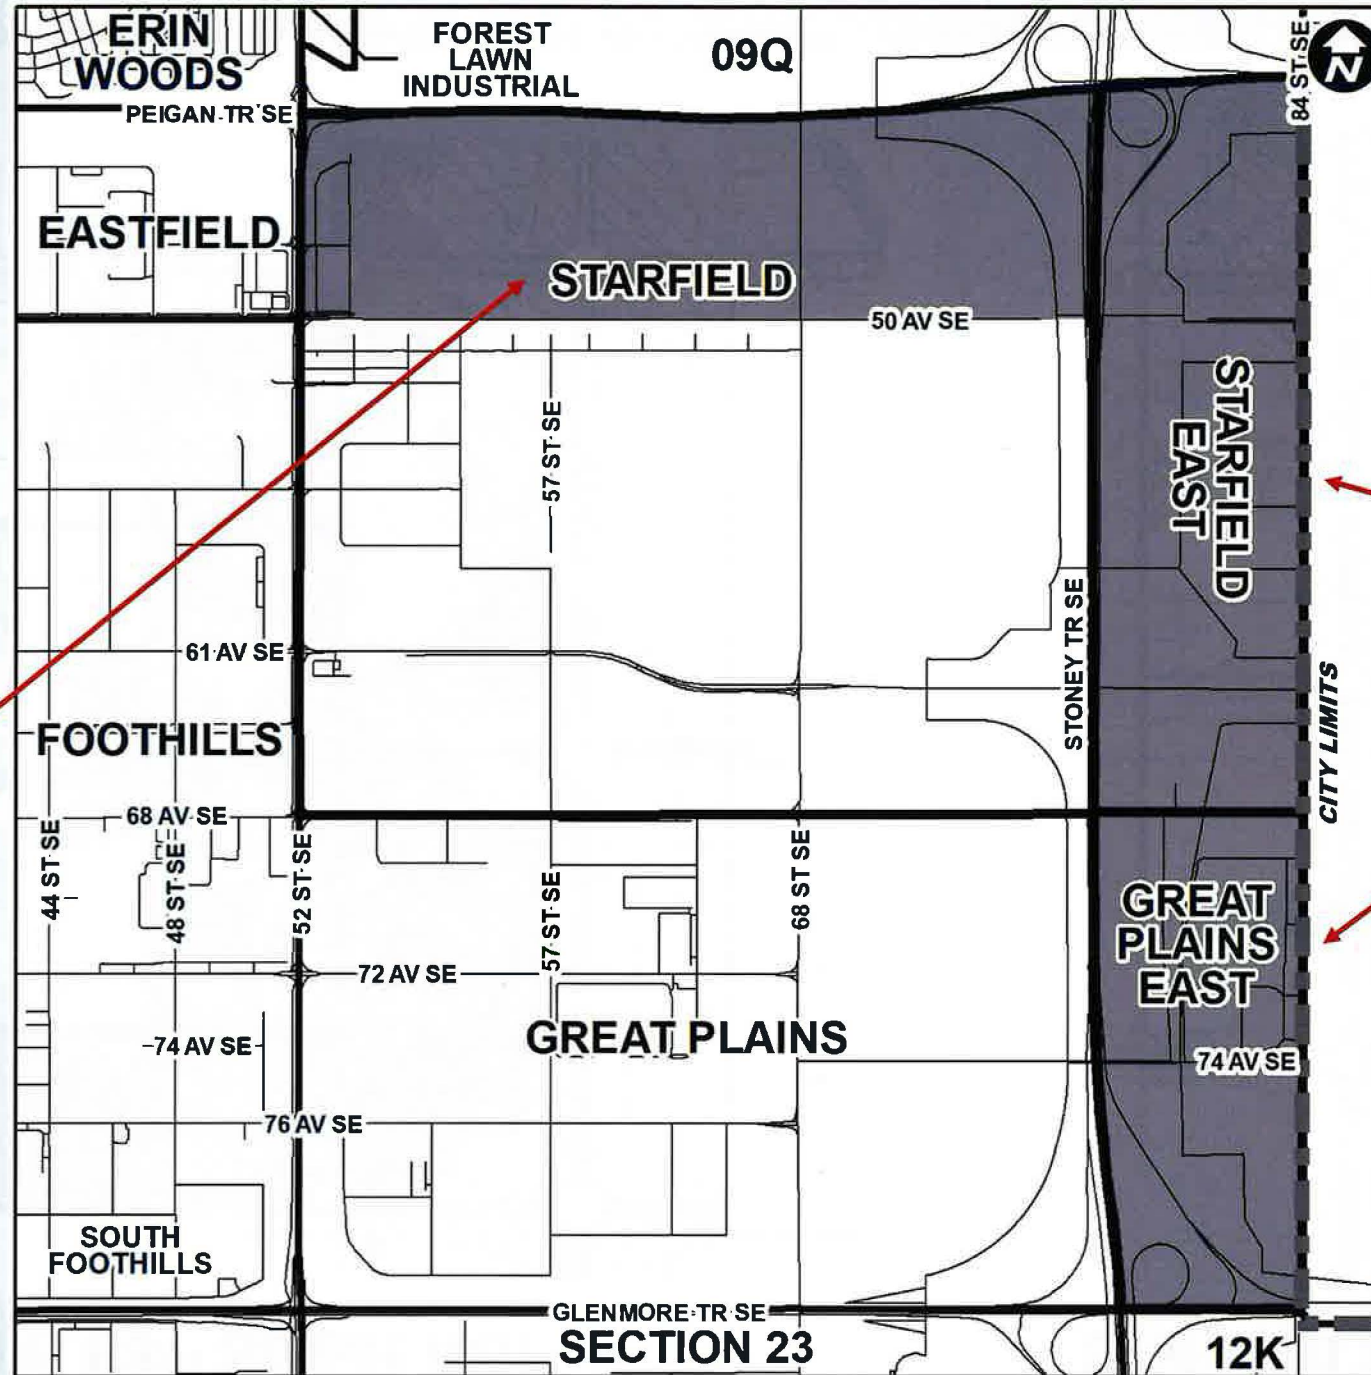 ERIN
WOODS
FOREST
LAWN
INDUSTRIAL
09Q
84 ST SE
N
PEIGAN TR SE
EASTFIELD
STARFIELD
50 AV SE
STARFIELD
EAST
57 ST SE
61 AV SE
STONEY TR SE
CITY LIMITS
FOOTHILLS
68 AV SE
44 ST SE
48 ST SE
52 ST SE
57 ST SE
68 ST SE
GREAT
PLAINS
EAST
72 AV SE
GREAT PLAINS
74 AV SE
74 AV SE
76 AV SE
SOUTH
FOOTHILLS
GLENMORE TR SE
SECTION 23
12K